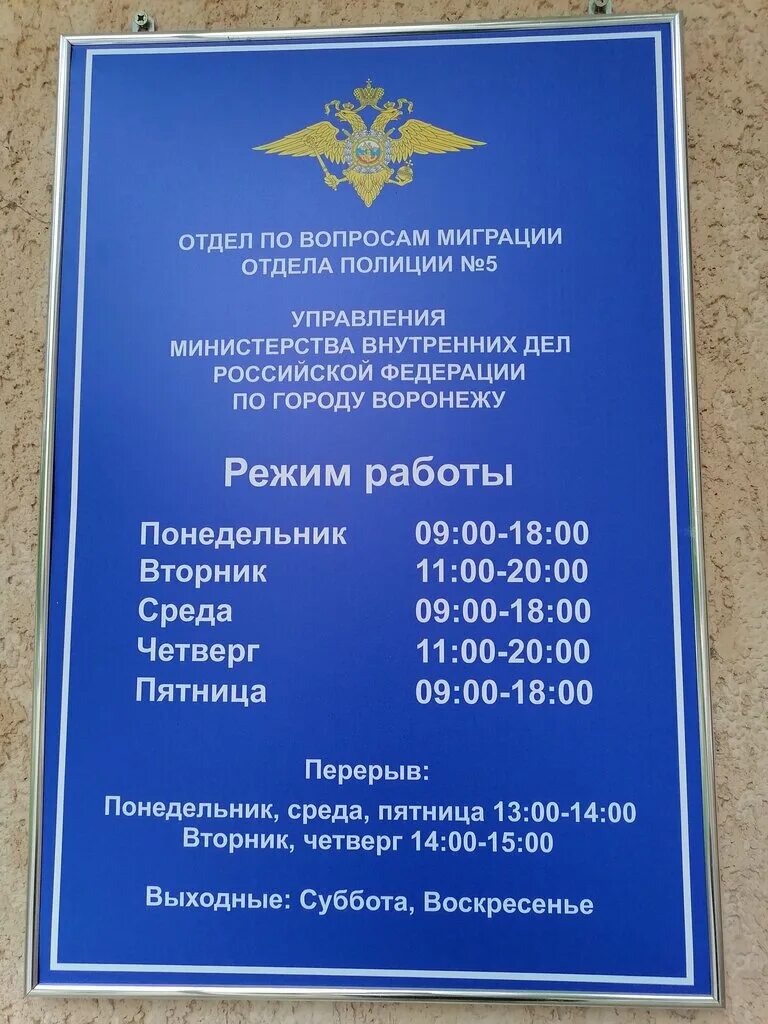 ОТДЕЛ ПО ВОПРОСАМ МИГРАЦИИ
ОТДЕЛА ПОЛИЦИИ №5
УПРАВЛЕНИЯ
МИНИСТЕРСТВА ВНУТРЕННИХ ДЕЛ
РОССИЙСКОЙ ФЕДЕРАЦИИ
ПО ГОРОДУ ВОРОНЕЖУ
Режим работы
Понедельник 09:00-18:00
Вторник 11:00-20:00
Среда 09:00-18:00
Четверг 11:00-20:00
Пятница 09:00-18:00
Перерыв:
Понедельник, среда, пятница 13:00-14:00
Вторник, четверг 14:00-15:00
Выходные: Суббота, Воскресенье